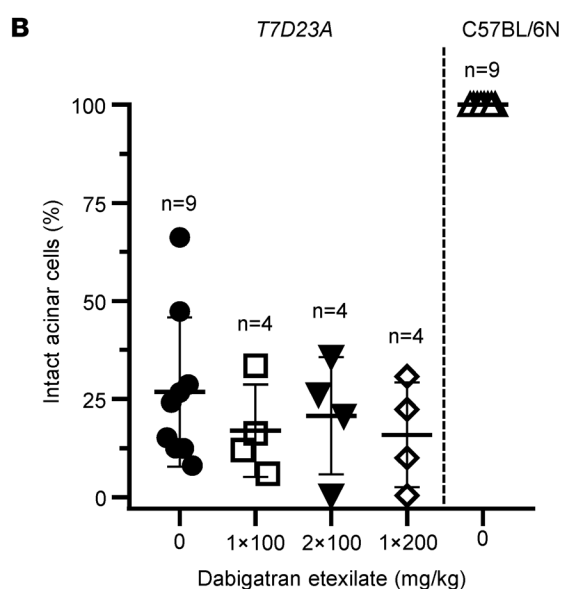 B
T7D23A C57BL/6N
n=9
100
n=9
75
n=4
50
n=4
n=4
25
0
Intact acinar cells (%)
0 1×100 2×100 1×200 0
Dabigatran etexilate (mg/kg)